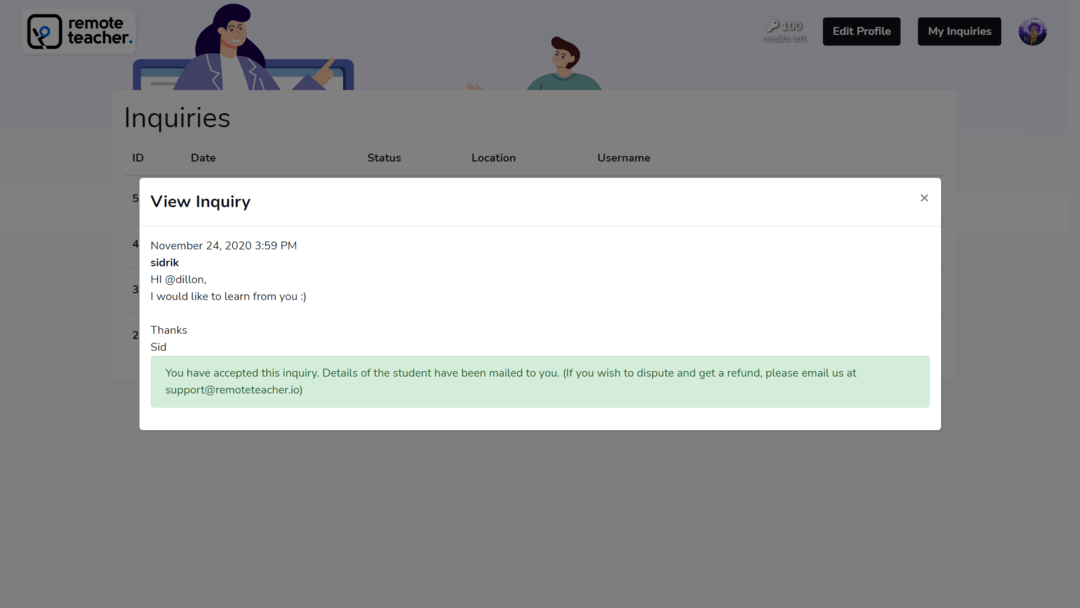 remote
teacher.
100
credits left
Edit Profile
My Inquiries
Inquiries
ID Date Status Location Username
5
4
3
2
View Inquiry
×
November 24, 2020 3:59 PM
sidrik
HI @dillon,
I would like to learn from you :)
Thanks
Sid
You have accepted this inquiry. Details of the student have been mailed to you. (If you wish to dispute and get a refund, please email us at
support@remoteteacher.io)